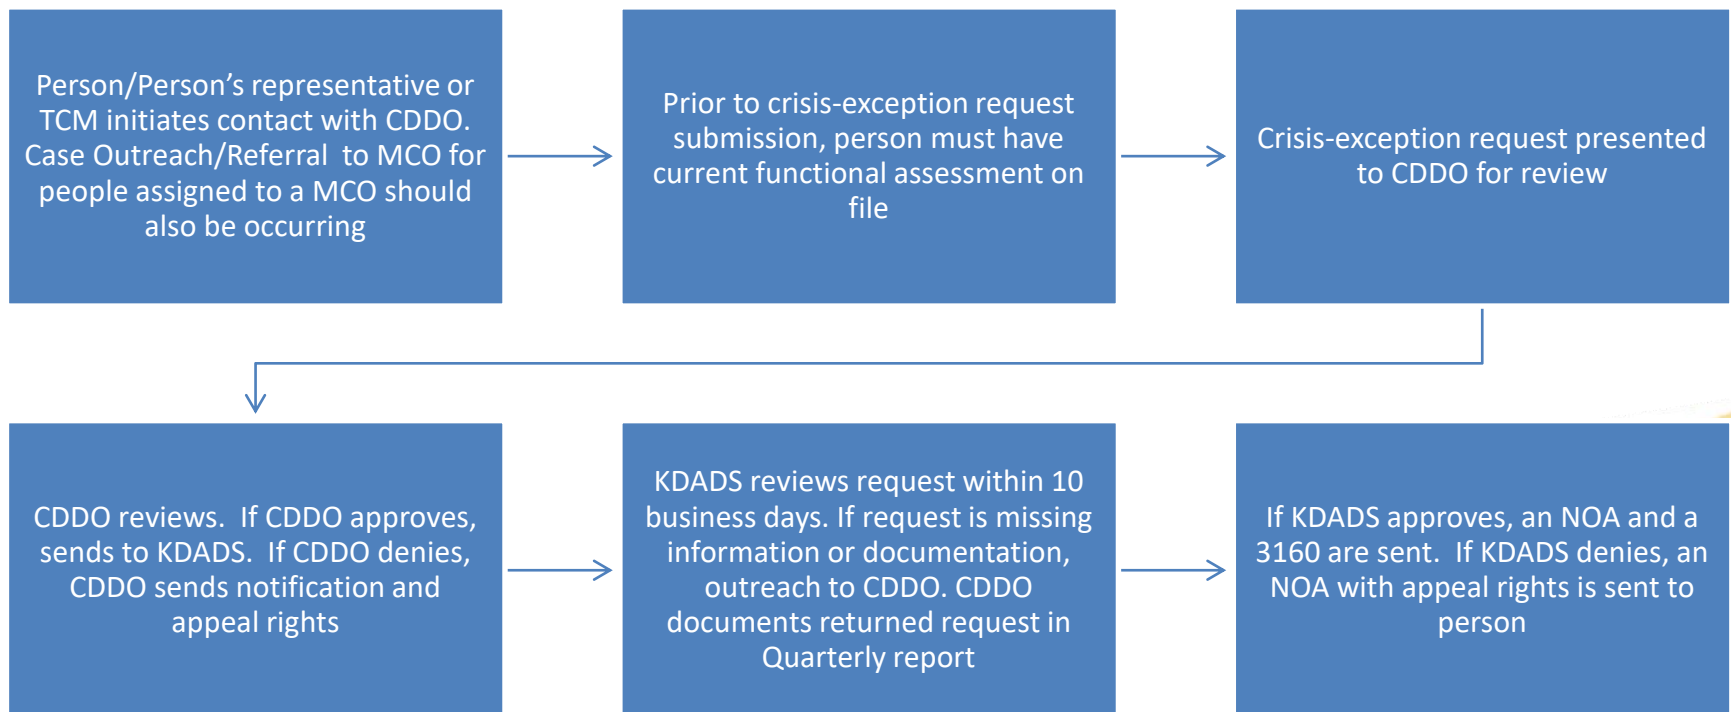 Person/Person’s representative or
TCM initiates contact with CDDO.
Case Outreach/Referral  to MCO for
people assigned to a MCO should
also be occurring
Prior to crisis-exception request
submission, person must have
current functional assessment on
file
Crisis-exception request presented
to CDDO for review
CDDO reviews.  If CDDO approves,
sends to KDADS.  If CDDO denies,
CDDO sends notification and
appeal rights
KDADS reviews request within 10
business days. If request is missing
information or documentation,
outreach to CDDO. CDDO
documents returned request in
Quarterly report
If KDADS approves, an NOA and a
3160 are sent.  If KDADS denies, an
NOA with appeal rights is sent to
person